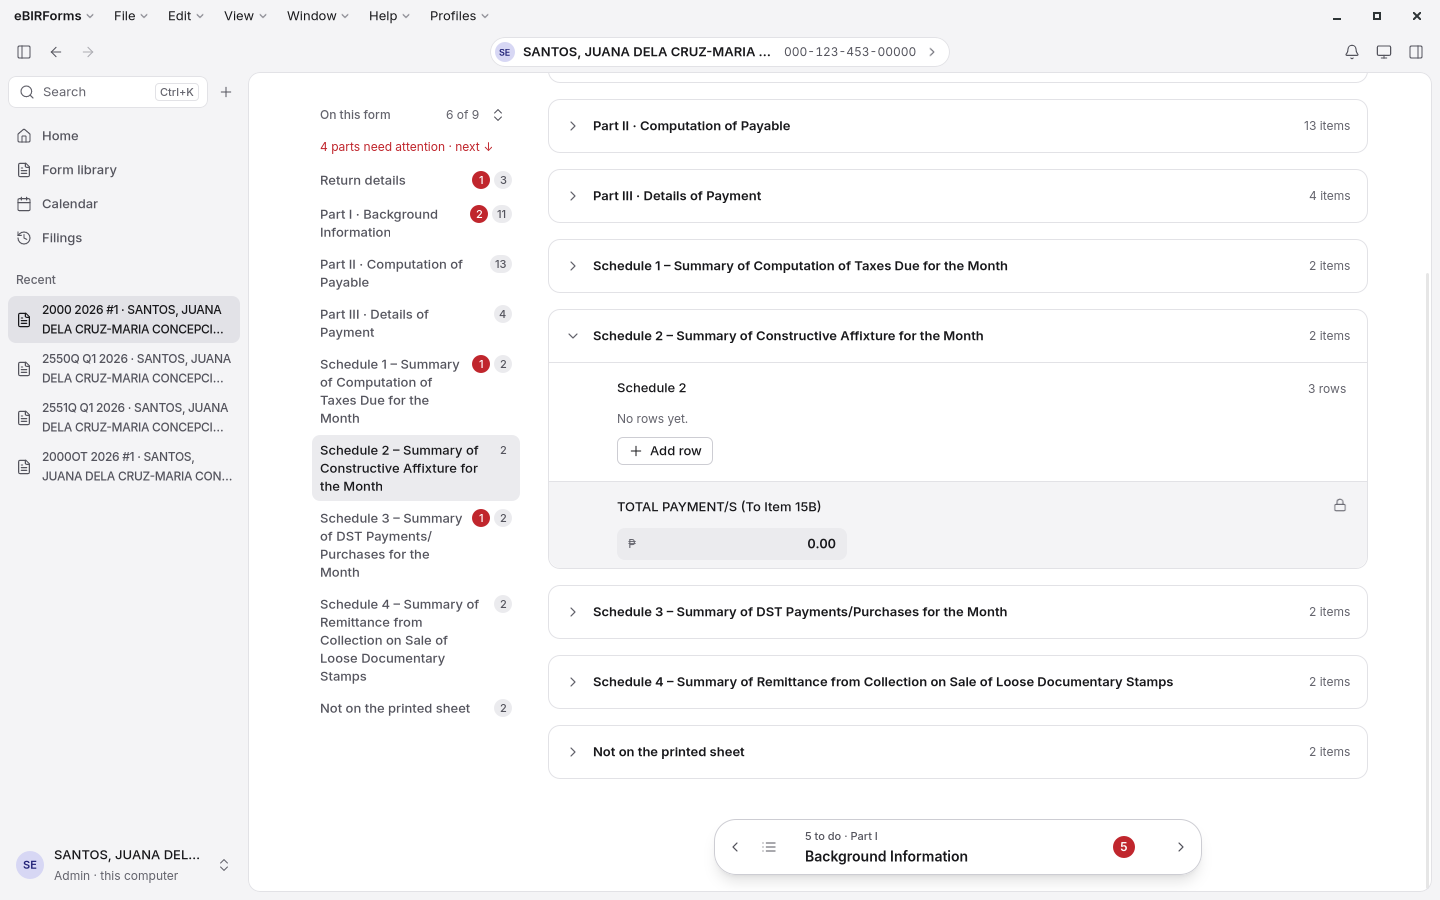 eBIRForms File Edit View Window Help Profiles
SE SANTOS, JUANA DELA CRUZ-MARIA ... 000-123-453-00000
Search Ctrl+K
Home
Form library
Calendar
Filings
Recent
2000 2026 #1 · SANTOS, JUANA
DELA CRUZ-MARIA CONCEPCI...
2550Q Q1 2026 · SANTOS, JUANA
DELA CRUZ-MARIA CONCEPCI...
2551Q Q1 2026 · SANTOS, JUANA
DELA CRUZ-MARIA CONCEPCI...
2000OT 2026 #1 · SANTOS,
JUANA DELA CRUZ-MARIA CON...
SE SANTOS, JUANA DEL...
Admin · this computer
On this form 6 of 9
4 parts need attention · next ↓
Return details 1 3
Part I · Background 2 11
Information
Part II · Computation of 13
Payable
Part III · Details of 4
Payment
Schedule 1 – Summary 1 2
of Computation of
Taxes Due for the
Month
Schedule 2 – Summary of 2
Constructive Affixture for
the Month
Schedule 3 – Summary 1 2
of DST Payments/
Purchases for the
Month
Schedule 4 – Summary of 2
Remittance from
Collection on Sale of
Loose Documentary
Stamps
Not on the printed sheet 2
Part II · Computation of Payable 13 items
Part III · Details of Payment 4 items
Schedule 1 – Summary of Computation of Taxes Due for the Month 2 items
Schedule 2 – Summary of Constructive Affixture for the Month 2 items
Schedule 2 3 rows
No rows yet.
Add row
TOTAL PAYMENT/S (To Item 15B)
₱ 0.00
Schedule 3 – Summary of DST Payments/Purchases for the Month 2 items
Schedule 4 – Summary of Remittance from Collection on Sale of Loose Documentary Stamps 2 items
Not on the printed sheet 2 items
5 to do · Part I
Background Information 5